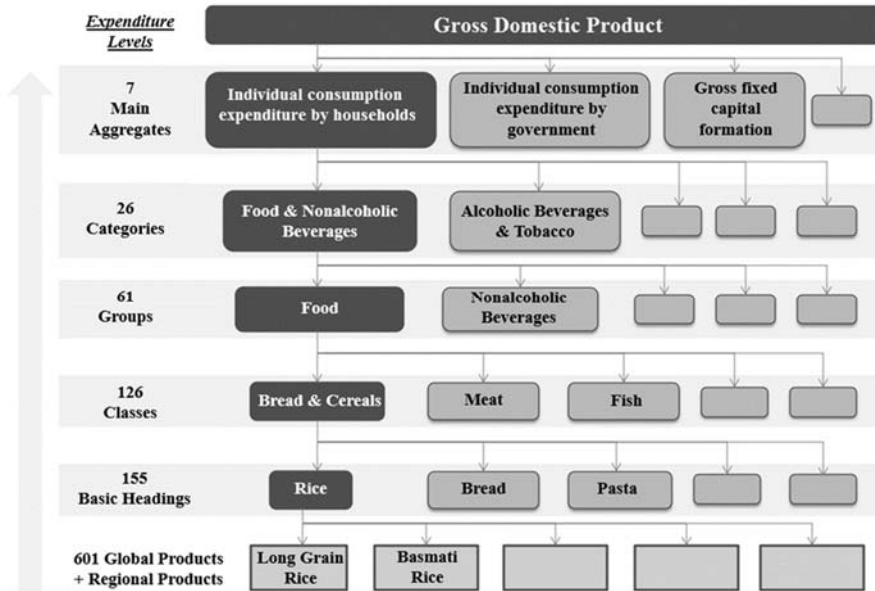 Expenditure
Levels
Gross Domestic Product
7
Main
Aggregates
Individual consumption
expenditure by households
Individual consumption
expenditure by
government
Gross fixed
capital
formation
26
Categories
Food & Nonalcoholic
Beverages
Alcoholic Beverages
& Tobacco
61
Groups
Food
Nonalcoholic
Beverages
126
Classes
Bread & Cereals
Meat
Fish
155
Basic Headings
Rice
Bread
Pasta
601 Global Products
+ Regional Products
Long Grain
Rice
Basmati
Rice